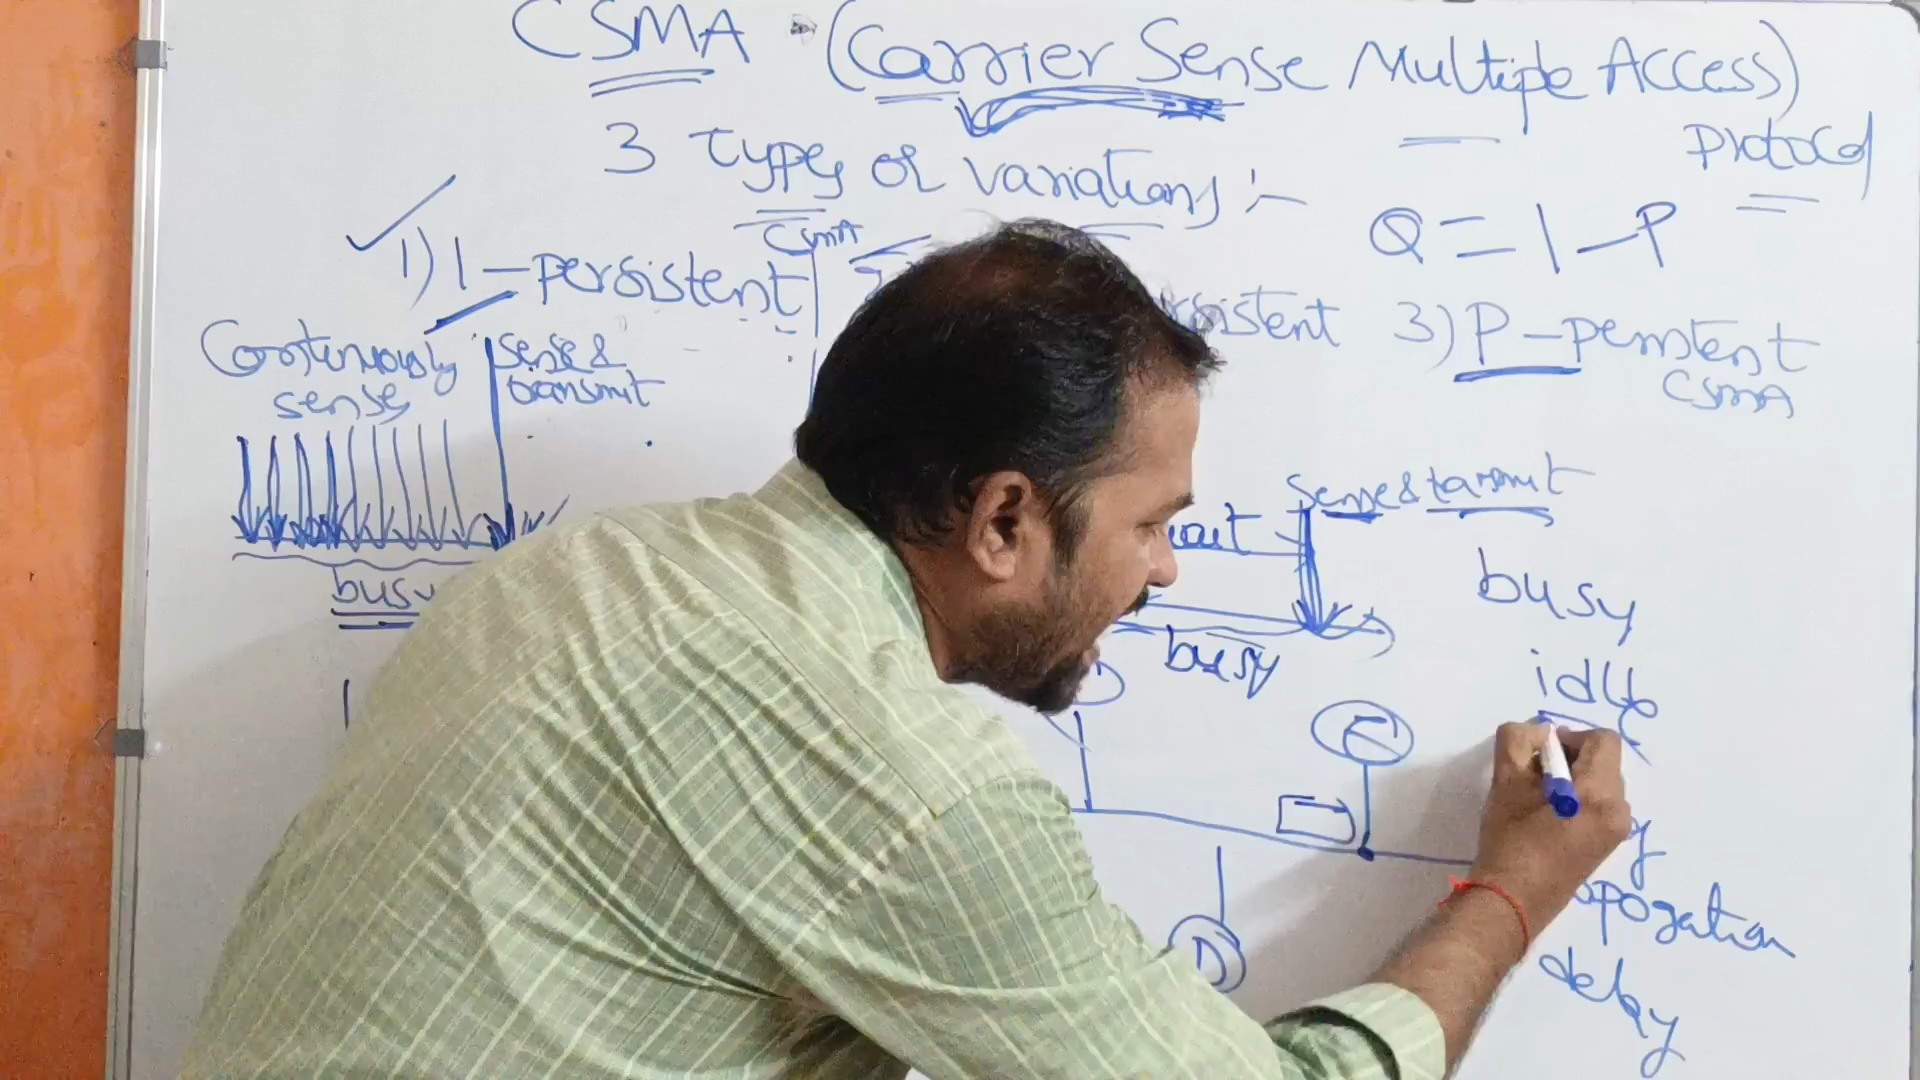 CSMA (Carrier Sense Multiple Access)
Protocol
3 Types of variations :-
Q = 1 - P
1) 1-persistent
CSMA
3) P-persistent
CSMA
Continuously
sense
sense &
transmit
busy
wait
Sense & transmit
busy
busy
idle
D
delay